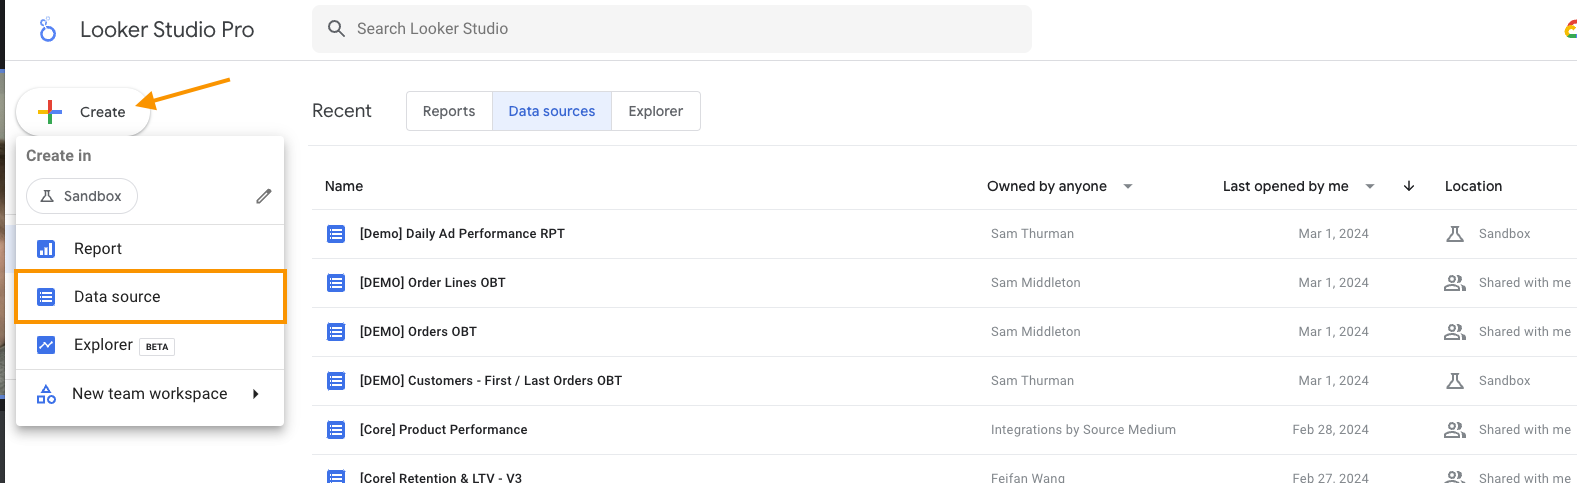 Looker Studio Pro
Search Looker Studio
Create
Create in
Sandbox
Report
Data source
Explorer BETA
New team workspace
Recent Reports Data sources Explorer
Name Owned by anyone Last opened by me Location
[Demo] Daily Ad Performance RPT Sam Thurman Mar 1, 2024 Sandbox
[DEMO] Order Lines OBT Sam Middleton Mar 1, 2024 Shared with me
[DEMO] Orders OBT Sam Middleton Mar 1, 2024 Shared with me
[DEMO] Customers - First / Last Orders OBT Sam Thurman Mar 1, 2024 Sandbox
[Core] Product Performance Integrations by Source Medium Feb 28, 2024 Shared with me
[Core] Retention & LTV - V3 Feifan Wang Feb 27, 2024 Shared with me